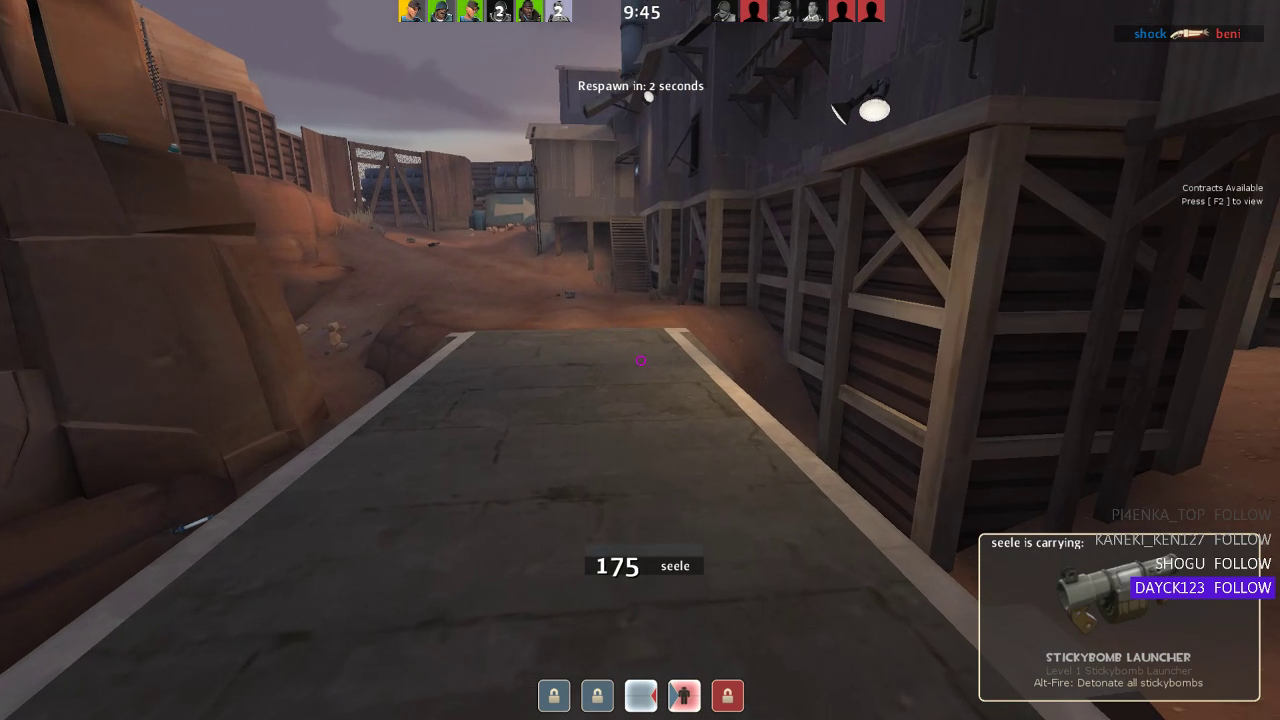 2
2
9:45
shock beni
Respawn in: 2 seconds
Contracts Available
Press [ F2 ] to view
PI4ENKA_TOP FOLLOW
seele is carrying:
KANEKI_KEN127 FOLLOW
SHOGU FOLLOW
175 seele
DAYCK123 FOLLOW
STICKYBOMB LAUNCHER
Level 1 Stickybomb Launcher
Alt-Fire: Detonate all stickybombs